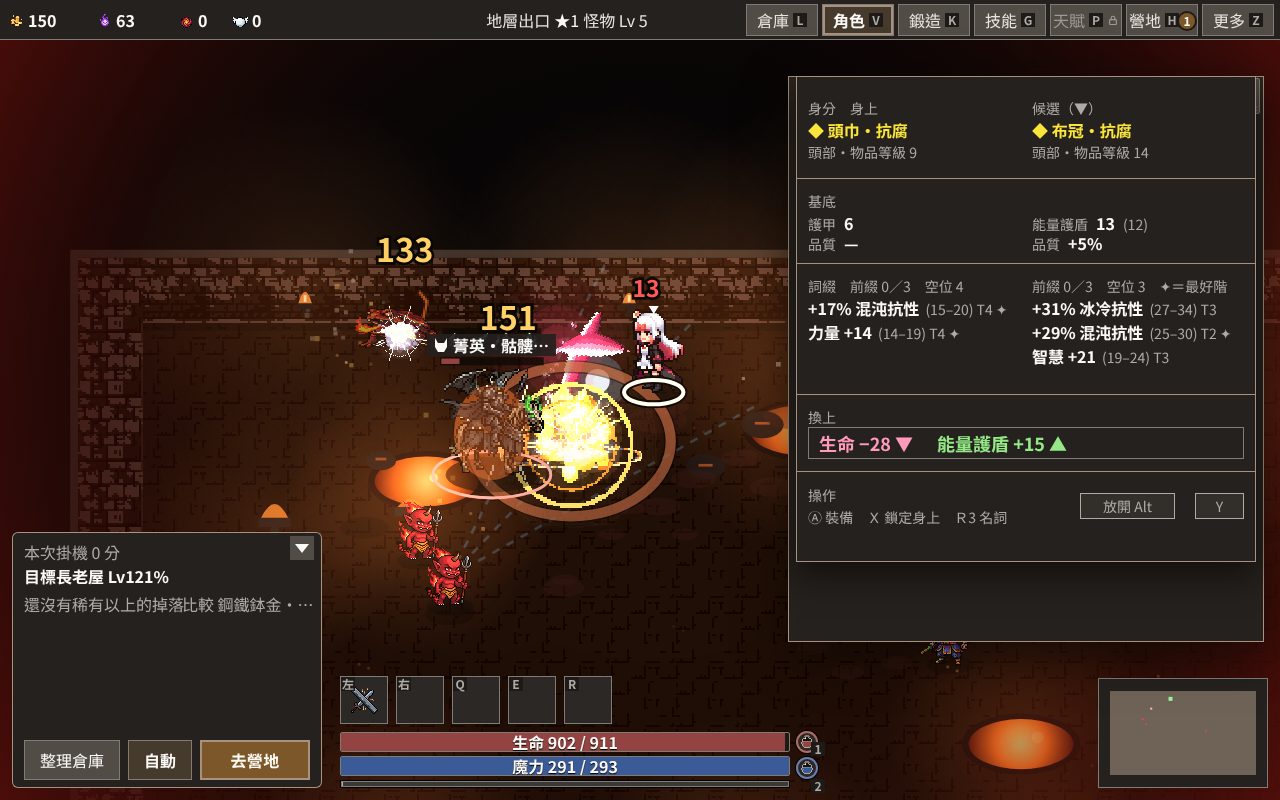 150 63 0 0 地層出口 ★1 怪物 Lv 5 倉庫 L 角色 V 鍛造 K 技能 G 天賦 P 營地 H 1 更多 Z
身分 身上 候選 (▼)
◆ 頭巾・抗腐 ◆ 布冠・抗腐
頭部・物品等級 9 頭部・物品等級 14
基底
護甲 6 能量護盾 13 (12)
品質 — 品質 +5%
詞綴 前綴 0／3 空位 4 前綴 0／3 空位 3 ✦＝最好階
+17% 混沌抗性 (15–20) T4 ✦ +31% 冰冷抗性 (27–34) T3
力量 +14 (14–19) T4 ✦ +29% 混沌抗性 (25–30) T2 ✦
智慧 +21 (19–24) T3
換上
生命 −28 ▼ 能量護盾 +15 ▲
操作
Ⓐ 裝備 X 鎖定身上 R3 名詞 放開 Alt Y
133
13
151
菁英・骷髏…
本次掛機 0 分
目標長老屋 Lv121%
還沒有稀有以上的掉落比較 鋼鐵缽金・…
整理倉庫 自動 去營地
左 右 Q E R
生命 902 / 911 1
魔力 291 / 293
2